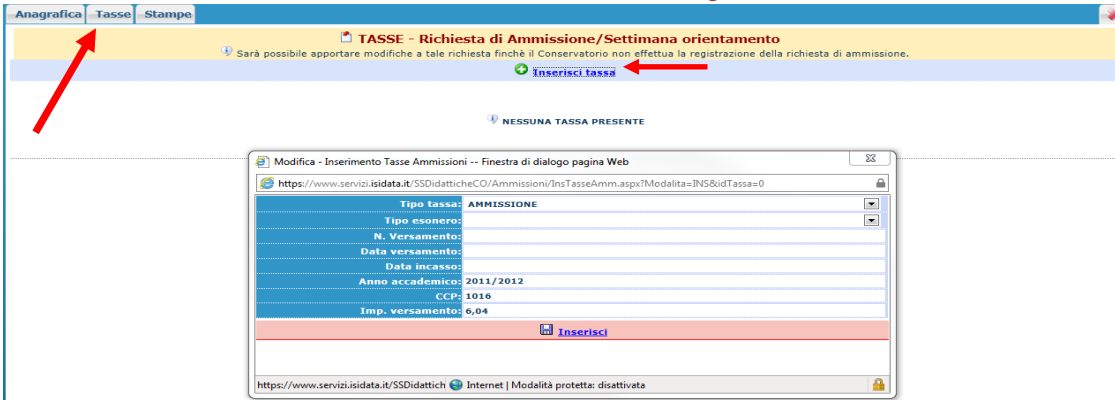 Anagrafica Tasse Stampe
TASSE - Richiesta di Ammissione/Settimana orientamento
Sarà possibile apportare modifiche a tale richiesta finchè il Conservatorio non effettua la registrazione della richiesta di ammissione.
Inserisci tassa
NESSUNA TASSA PRESENTE
Modifica - Inserimento Tasse Ammissioni -- Finestra di dialogo pagina Web
https://www.servizi.isidata.it/SSDidatticheCO/Ammissioni/InsTasseAmm.aspx?Modalita=INS&idTassa=0
Tipo tassa: AMMISSIONE
Tipo esonero:
N. Versamento:
Data versamento:
Data incasso:
Anno accademico: 2011/2012
CCP: 1016
Imp. versamento: 6,04
Inserisci
https://www.servizi.isidata.it/SSDidattich Internet | Modalità protetta: disattivata